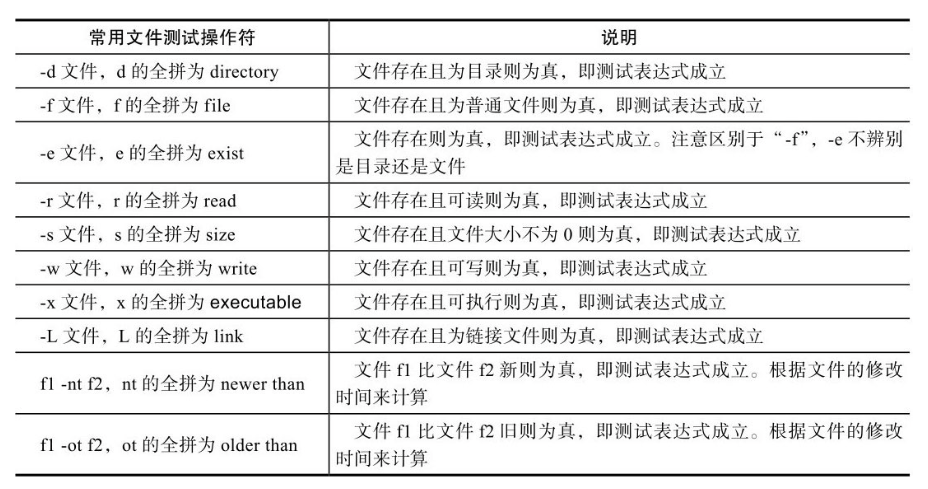 常用文件测试操作符	说明
-d 文件，d 的全拼为 directory	文件存在且为目录则为真，即测试表达式成立
-f 文件，f 的全拼为 file	文件存在且为普通文件则为真，即测试表达式成立
-e 文件，e 的全拼为 exist	文件存在则为真，即测试表达式成立。注意区别于“-f”，-e 不辨别
是目录还是文件
-r 文件，r 的全拼为 read	文件存在且可读则为真，即测试表达式成立
-s 文件，s 的全拼为 size	文件存在且文件大小不为 0 则为真，即测试表达式成立
-w 文件，w 的全拼为 write	文件存在且可写则为真，即测试表达式成立
-x 文件，x 的全拼为 executable	文件存在且可执行则为真，即测试表达式成立
-L 文件，L 的全拼为 link	文件存在且为链接文件则为真，即测试表达式成立
f1 -nt f2，nt 的全拼为 newer than	文件 f1 比文件 f2 新则为真，即测试表达式成立。根据文件的修改
时间来计算
f1 -ot f2，ot 的全拼为 older than	文件 f1 比文件 f2 旧则为真，即测试表达式成立。根据文件的修改
时间来计算